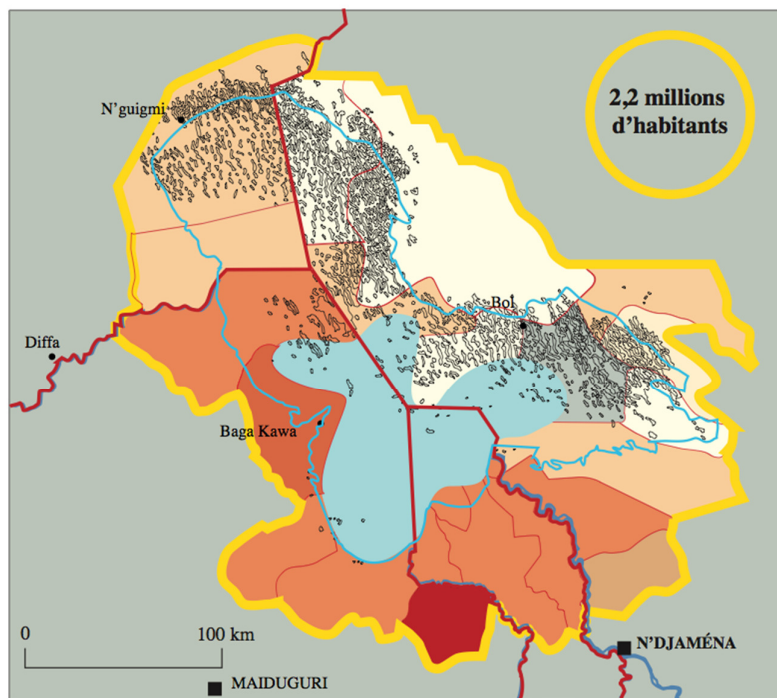 N'guigmi
2,2 millions
d'habitants
Bol
Diffa
Baga Kawa
0 100 km
N'DJAMÉNA
MAIDUGURI